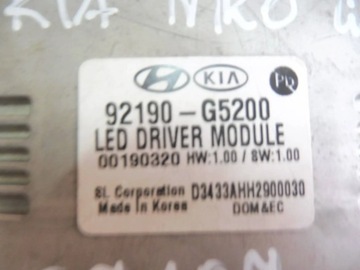 KIA NIRO
KIA PQ
92190-G5200
LED DRIVER MODULE
00190320 HW:1.00 / SW:1.00
SL Corporation D3433AHH2900030
Made in Korea DOM&EC